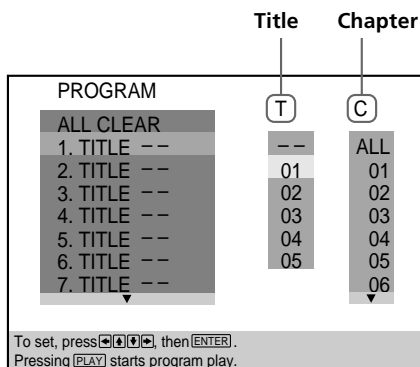 Title Chapter
PROGRAM
T C
ALL CLEAR
1. TITLE – – – – ALL
2. TITLE – – 01 01
3. TITLE – – 02 02
4. TITLE – – 03 03
5. TITLE – – 04 04
6. TITLE – – 05 05
7. TITLE – – 06
To set, press ←↑↓→, then ENTER.
Pressing PLAY starts program play.